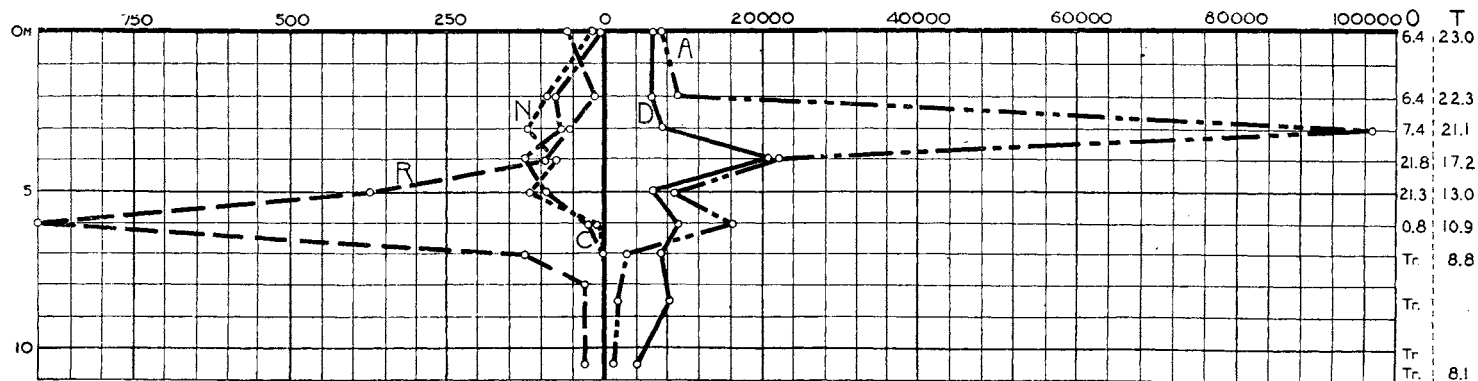 750 500 250 0 20000 40000 60000 80000 100000 O T
0M 6.4 23.0
A
N D 6.4 22.3
7.4 21.1
R 21.8 17.2
5 21.3 13.0
C 0.8 10.9
Tr. 8.8
Tr.
10 Tr
Tr. 8.1